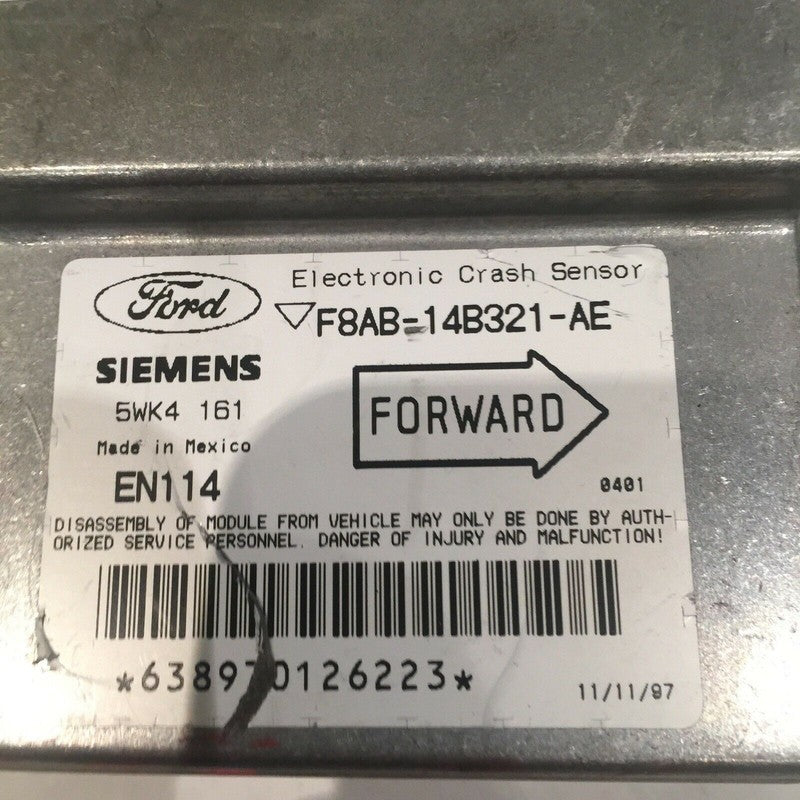 Ford
Electronic Crash Sensor
F8AB-14B321-AE
SIEMENS
5WK4 161
FORWARD
Made in Mexico
EN114
0401
DISASSEMBLY OF MODULE FROM VEHICLE MAY ONLY BE DONE BY AUTH-
ORIZED SERVICE PERSONNEL. DANGER OF INJURY AND MALFUNCTION!
*638970126223*
11/11/97